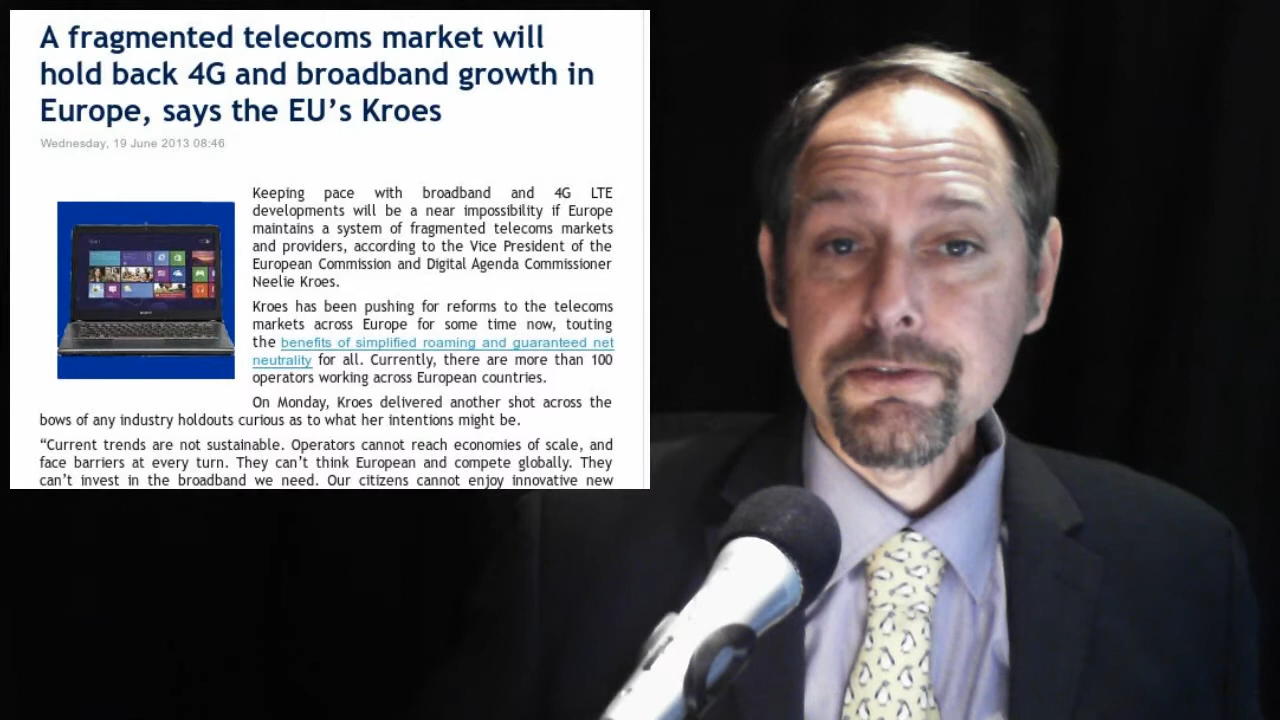 A fragmented telecoms market will
hold back 4G and broadband growth in
Europe, says the EU’s Kroes
Wednesday, 19 June 2013 08:46
Keeping pace with broadband and 4G LTE
developments will be a near impossibility if Europe
maintains a system of fragmented telecoms markets
and providers, according to the Vice President of the
European Commission and Digital Agenda Commissioner
Neelie Kroes.
Kroes has been pushing for reforms to the telecoms
markets across Europe for some time now, touting
the benefits of simplified roaming and guaranteed net
neutrality for all. Currently, there are more than 100
operators working across European countries.
On Monday, Kroes delivered another shot across the
bows of any industry holdouts curious as to what her intentions might be.
“Current trends are not sustainable. Operators cannot reach economies of scale, and
face barriers at every turn. They can’t think European and compete globally. They
can’t invest in the broadband we need. Our citizens cannot enjoy innovative new